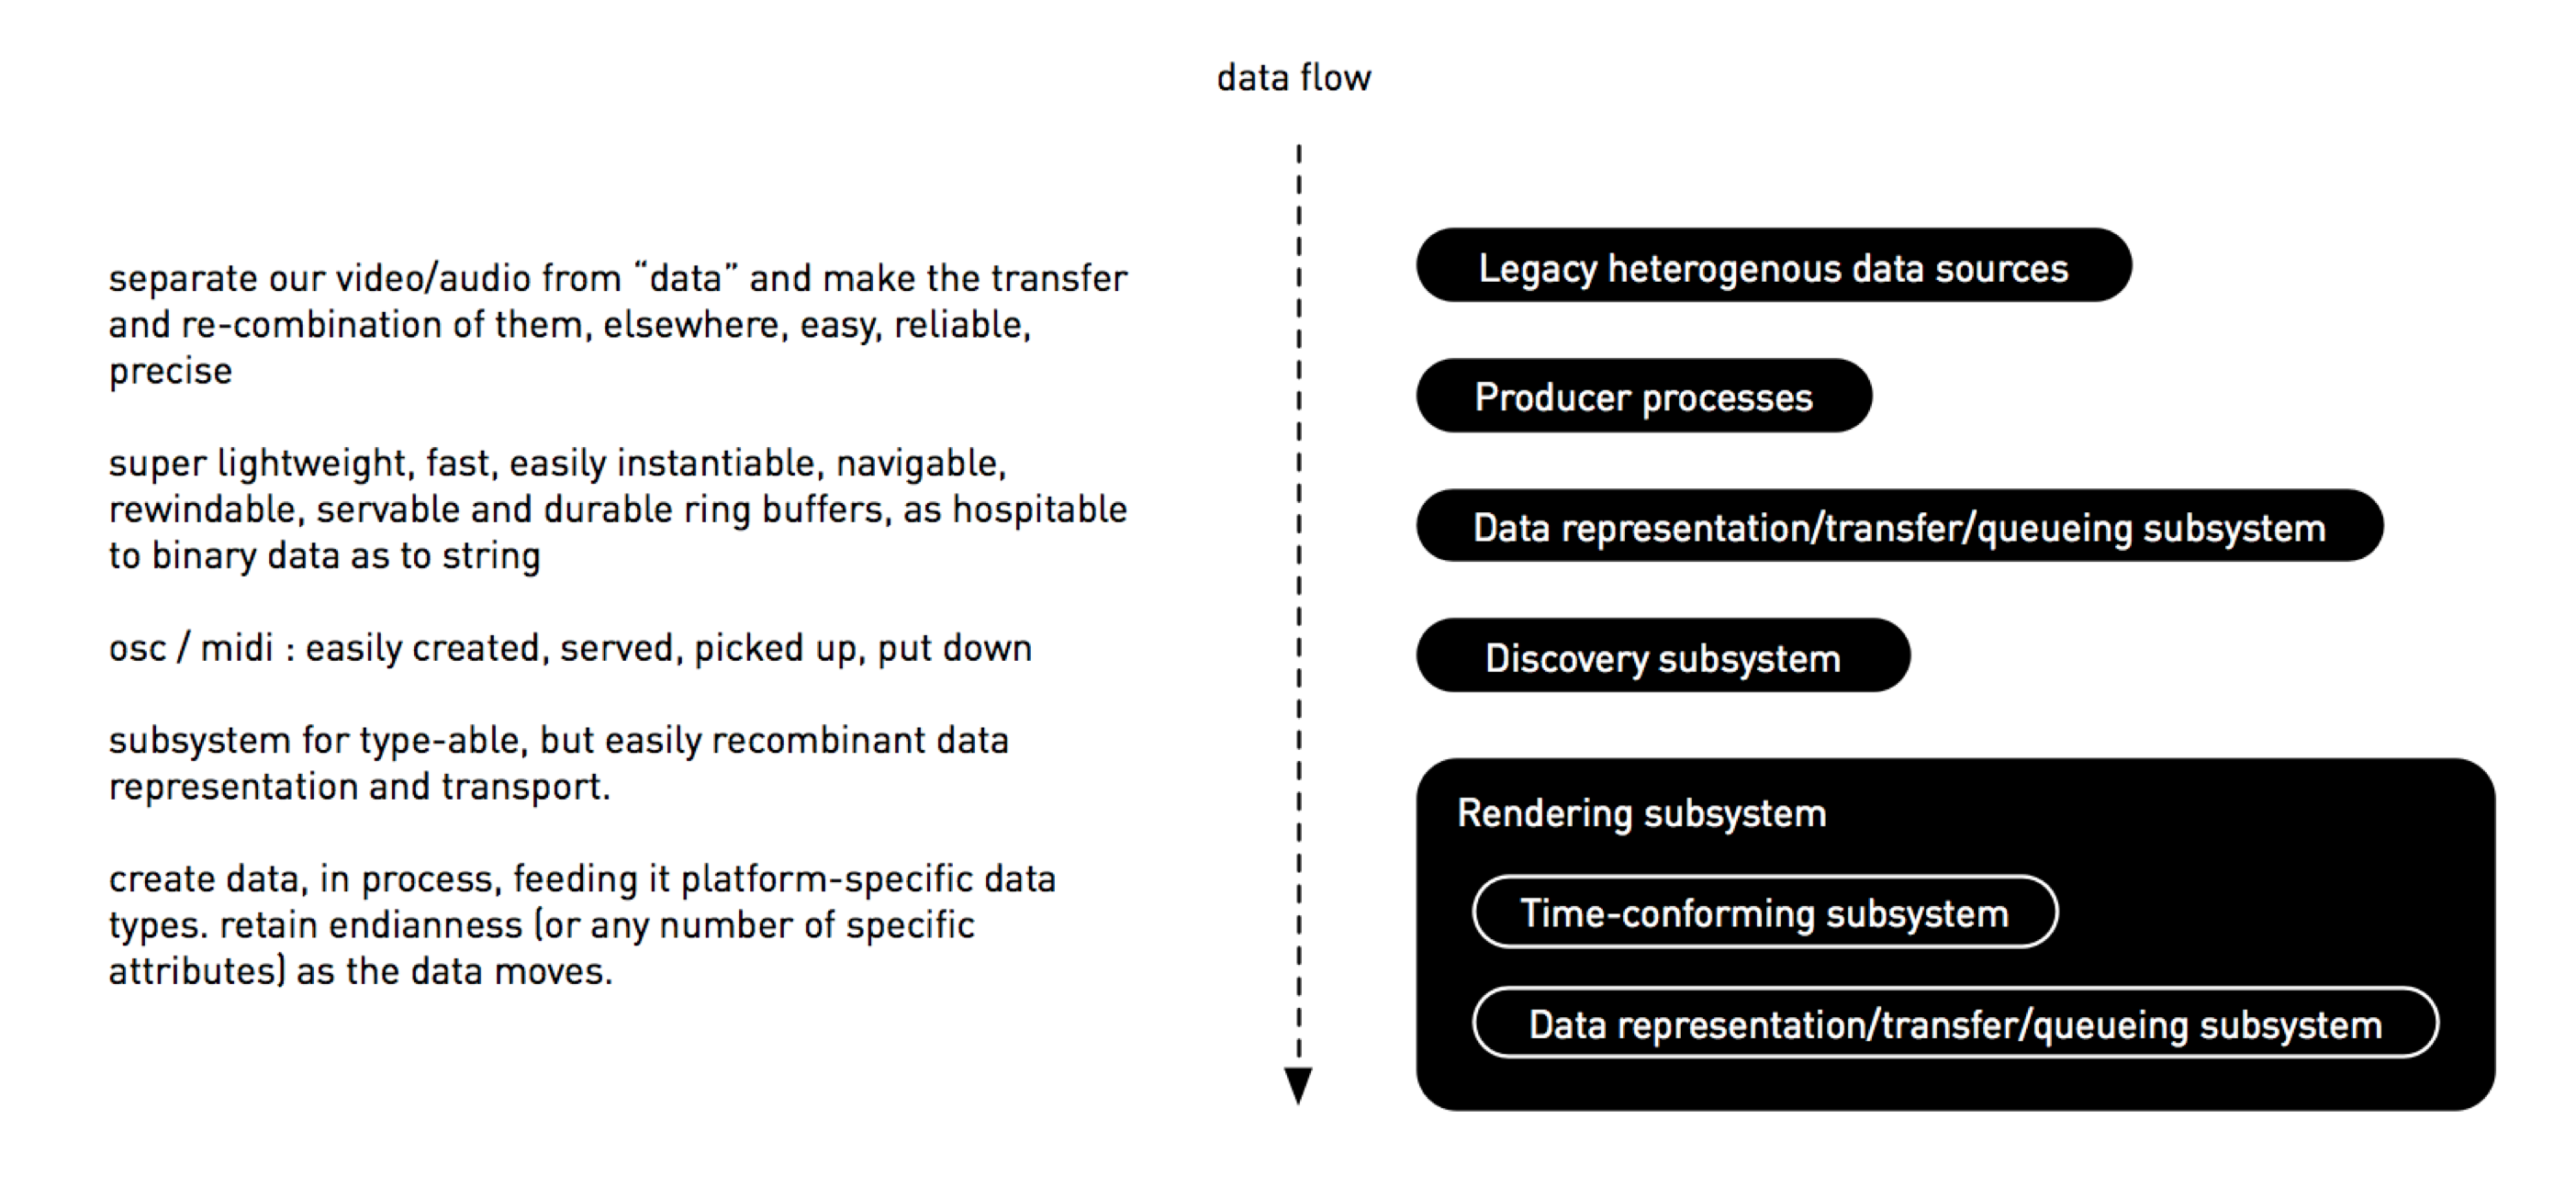 data flow
separate our video/audio from “data” and make the transfer
and re-combination of them, elsewhere, easy, reliable,
precise
super lightweight, fast, easily instantiable, navigable,
rewindable, servable and durable ring buffers, as hospitable
to binary data as to string
osc / midi : easily created, served, picked up, put down
subsystem for type-able, but easily recombinant data
representation and transport.
create data, in process, feeding it platform-specific data
types. retain endianness (or any number of specific
attributes) as the data moves.
Legacy heterogenous data sources
Producer processes
Data representation/transfer/queueing subsystem
Discovery subsystem
Rendering subsystem
Time-conforming subsystem
Data representation/transfer/queueing subsystem